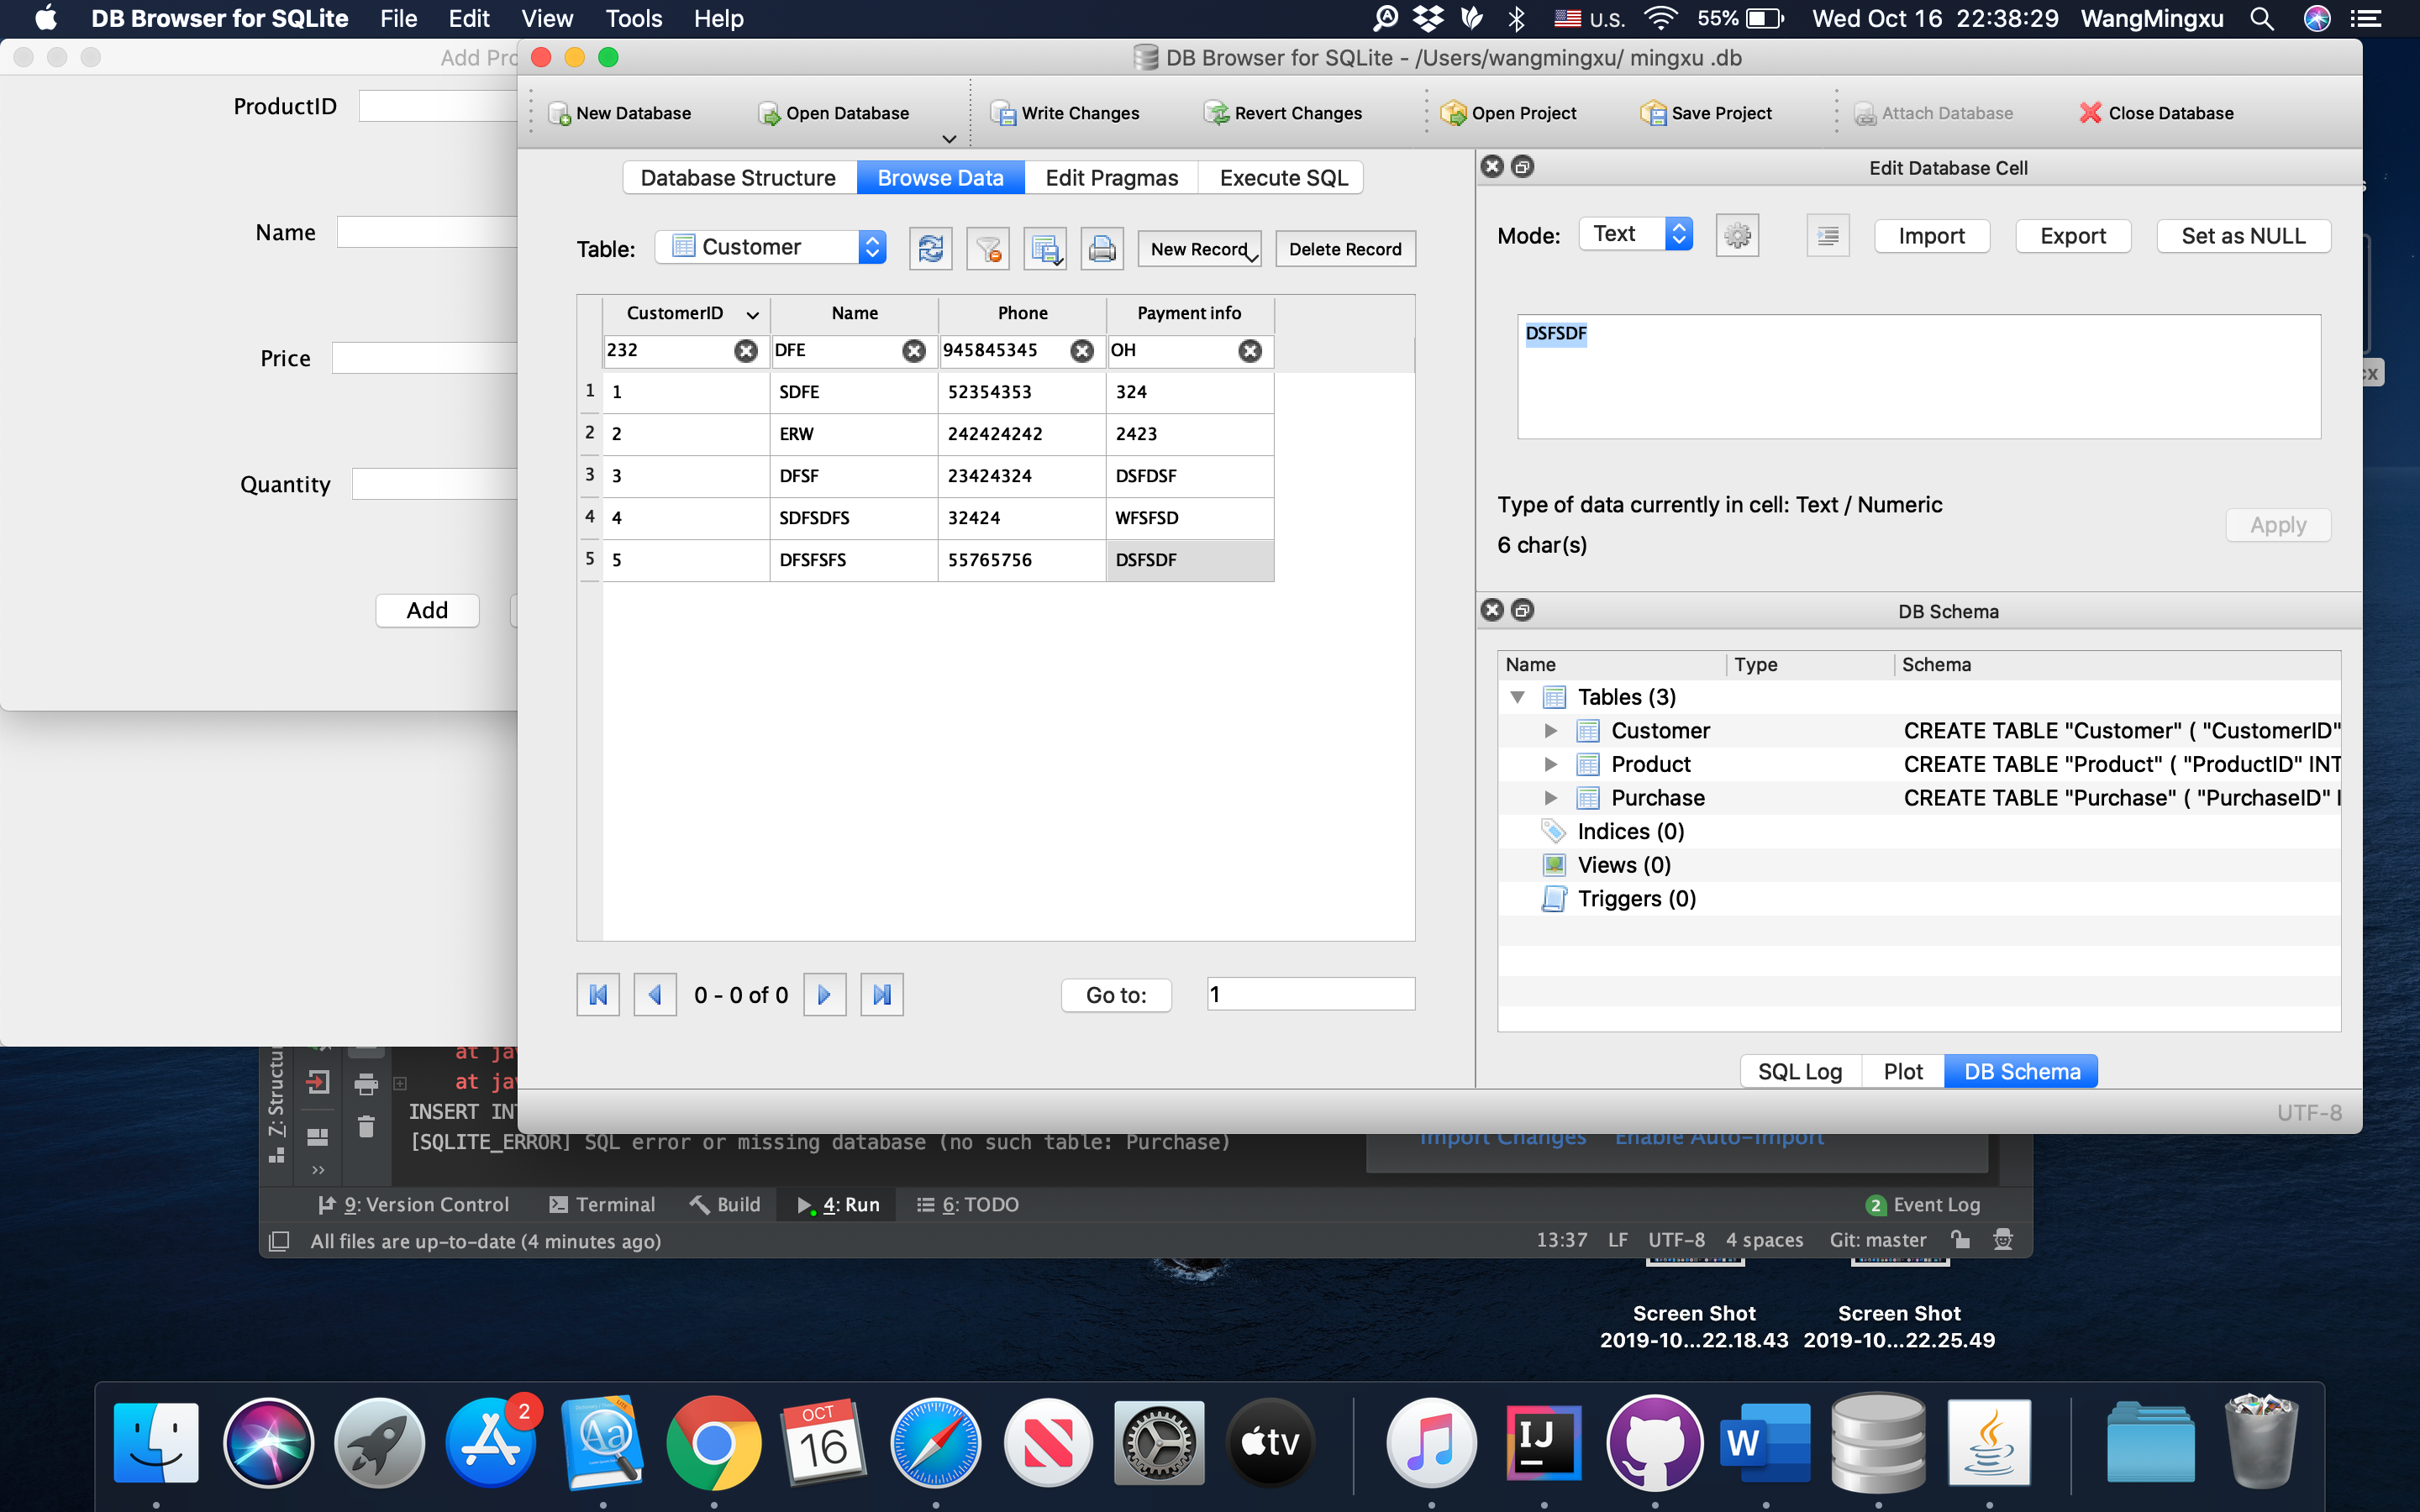 DB Browser for SQLite File Edit View Tools Help U.S. 55% Wed Oct 16 22:38:29 WangMingxu
Add Pro
DB Browser for SQLite - /Users/wangmingxu/ mingxu .db
ProductID
Name
Price
Quantity
Add
New Database Open Database Write Changes Revert Changes Open Project Save Project Attach Database Close Database
Database Structure Browse Data Edit Pragmas Execute SQL
Table: Customer New Record Delete Record
CustomerID Name Phone Payment info
232 DFE 945845345 OH
1 1 SDFE 52354353 324
2 2 ERW 242424242 2423
3 3 DFSF 23424324 DSFDSF
4 4 SDFSDFS 32424 WFSFSD
5 5 DFSFSFS 55765756 DSFSDF
0 - 0 of 0 Go to: 1
Edit Database Cell
Mode: Text Import Export Set as NULL
DSFSDF
Type of data currently in cell: Text / Numeric
6 char(s)
Apply
DB Schema
Name Type Schema
Tables (3)
Customer CREATE TABLE "Customer" ( "CustomerID"
Product CREATE TABLE "Product" ( "ProductID" INT
Purchase CREATE TABLE "Purchase" ( "PurchaseID" I
Indices (0)
Views (0)
Triggers (0)
SQL Log Plot DB Schema
UTF-8
cx
Z: Structur
at ja
at ja
INSERT INT
[SQLITE_ERROR] SQL error or missing database (no such table: Purchase)
Import Changes Enable Auto-Import
9: Version Control Terminal Build 4: Run 6: TODO 2 Event Log
All files are up-to-date (4 minutes ago) 13:37 LF UTF-8 4 spaces Git: master
Screen Shot
2019-10...22.18.43
Screen Shot
2019-10...22.25.49
2
Aa
OCT
16
tv
IJ
W